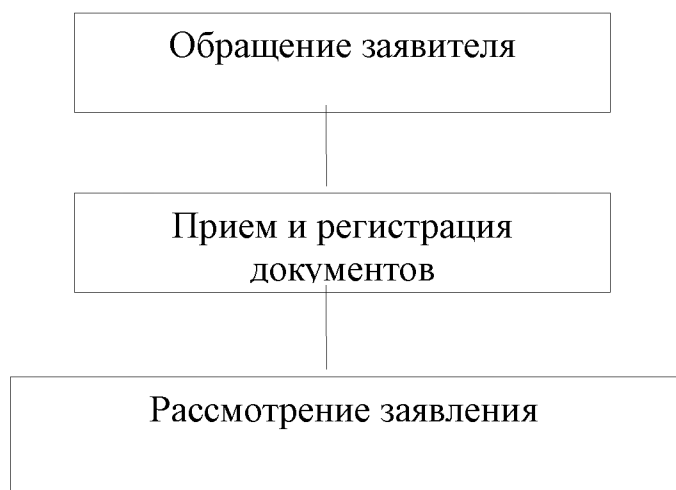 Обращение заявителя
Прием и регистрация
документов
Рассмотрение заявления